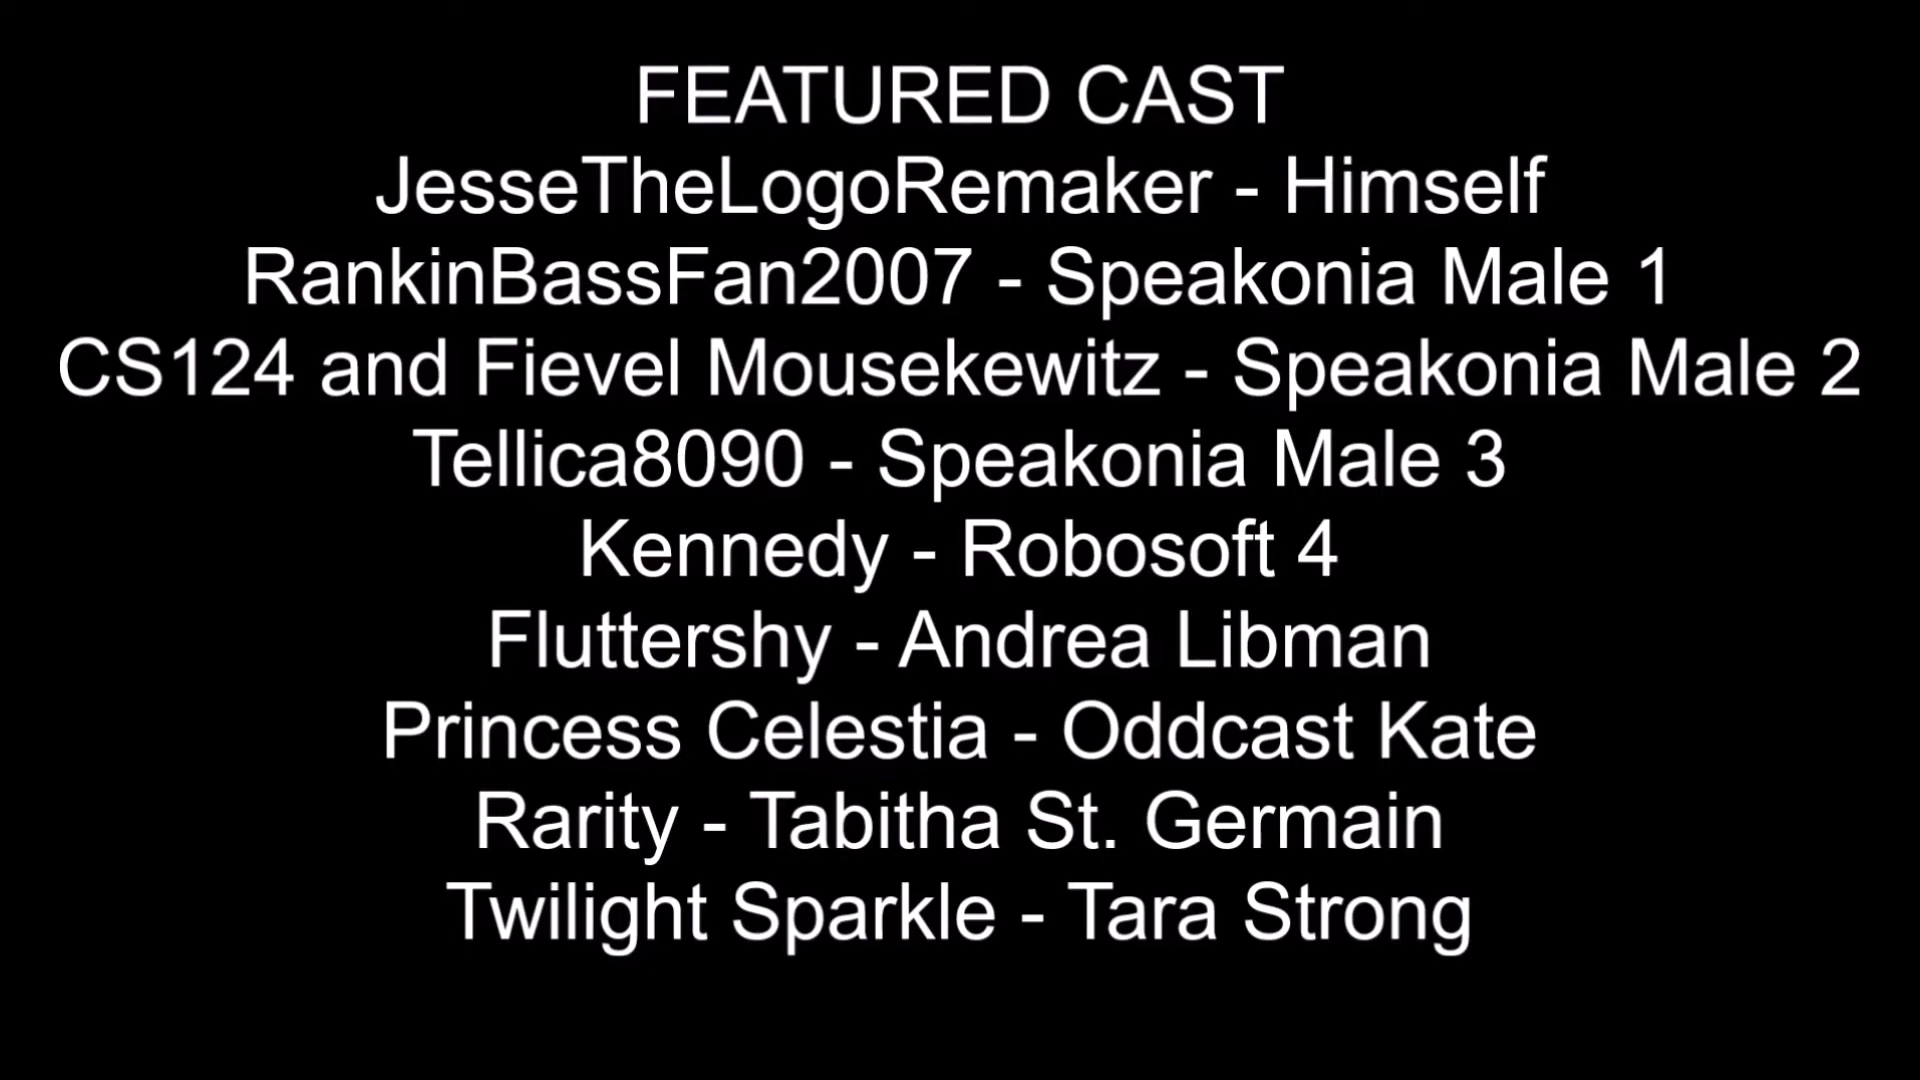 FEATURED CAST
JesseTheLogoRemaker - Himself
RankinBassFan2007 - Speakonia Male 1
CS124 and Fievel Mousekewitz - Speakonia Male 2
Tellica8090 - Speakonia Male 3
Kennedy - Robosoft 4
Fluttershy - Andrea Libman
Princess Celestia - Oddcast Kate
Rarity - Tabitha St. Germain
Twilight Sparkle - Tara Strong